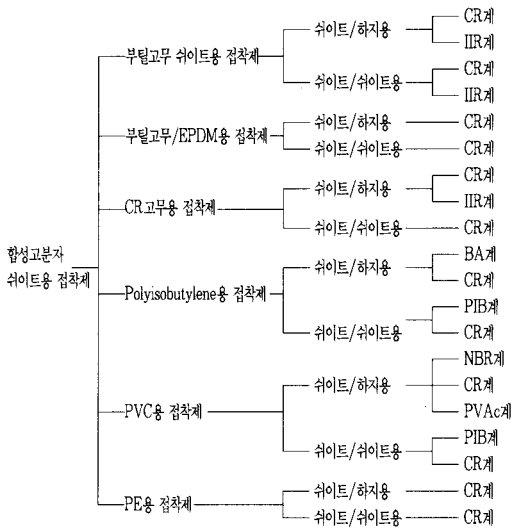 합성고분자
쉬이트용 접착제
부틸고무 쉬이트용 접착제
쉬이트/하지용
CR계
IIR계
쉬이트/쉬이트용
CR계
IIR계
부틸고무/EPDM용 접착제
쉬이트/하지용
CR계
쉬이트/쉬이트용
CR계
CR고무용 접착제
쉬이트/하지용
CR계
IIR계
쉬이트/쉬이트용
CR계
Polyisobutylene용 접착제
쉬이트/하지용
BA계
CR계
쉬이트/쉬이트용
PIB계
CR계
PVC용 접착제
쉬이트/하지용
NBR계
CR계
PVAc계
쉬이트/쉬이트용
PIB계
CR계
PE용 접착제
쉬이트/하지용
CR계
쉬이트/쉬이트용
CR계